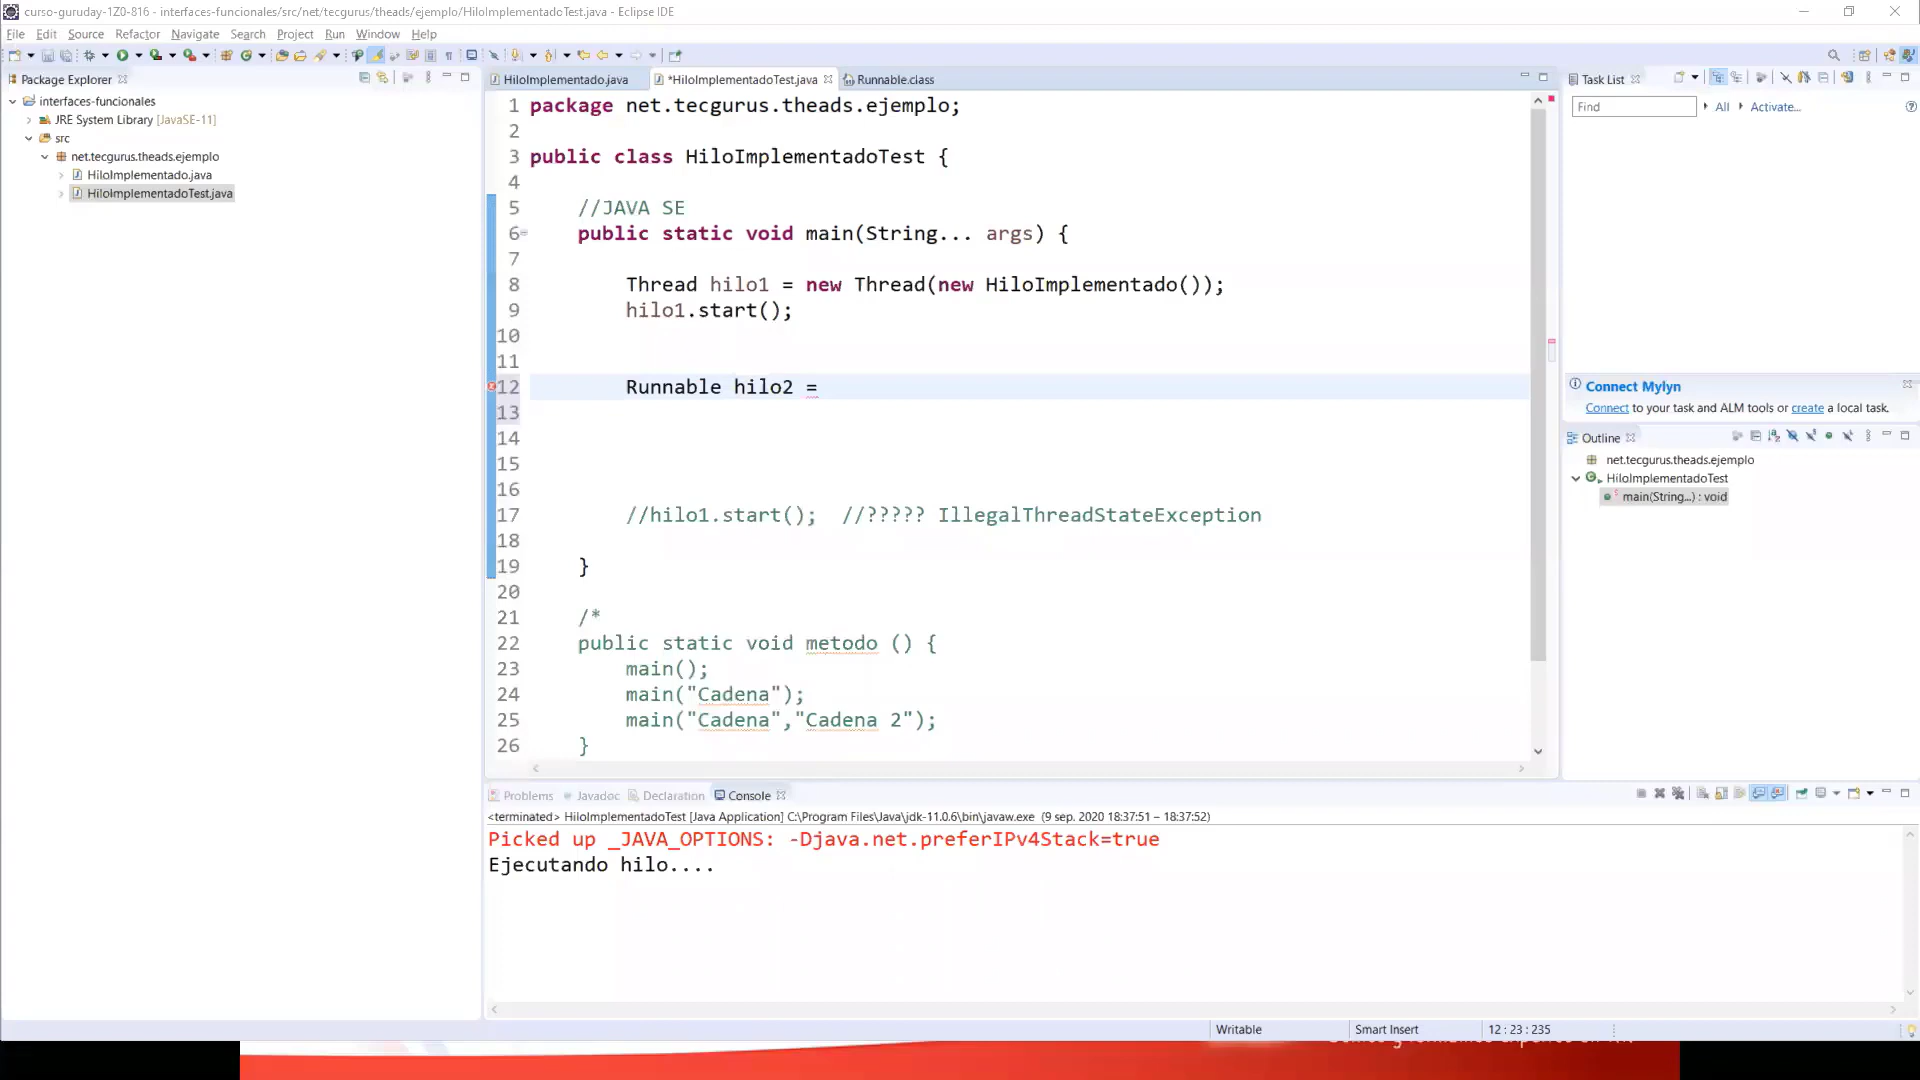 curso-guruday-1Z0-816 - interfaces-funcionales/src/net/tecgurus/theads/ejemplo/HiloImplementadoTest.java - Eclipse IDE
File Edit Source Refactor Navigate Search Project Run Window Help
Package Explorer
interfaces-funcionales
JRE System Library [JavaSE-11]
src
net.tecgurus.theads.ejemplo
HiloImplementado.java
HiloImplementadoTest.java
HiloImplementado.java *HiloImplementadoTest.java Runnable.class
1 package net.tecgurus.theads.ejemplo;
2
3 public class HiloImplementadoTest {
4
5 //JAVA SE
6 public static void main(String... args) {
7
8 Thread hilo1 = new Thread(new HiloImplementado());
9 hilo1.start();
10
11
12 Runnable hilo2 =
13
14
15
16
17 //hilo1.start(); //????? IllegalThreadStateException
18
19 }
20
21 /*
22 public static void metodo () {
23 main();
24 main("Cadena");
25 main("Cadena","Cadena 2");
26 }
Task List
Find All Activate...
Connect Mylyn
Connect to your task and ALM tools or create a local task.
Outline
net.tecgurus.theads.ejemplo
HiloImplementadoTest
main(String...) : void
Problems Javadoc Declaration Console
<terminated> HiloImplementadoTest [Java Application] C:\Program Files\Java\jdk-11.0.6\bin\javaw.exe (9 sep. 2020 18:37:51 – 18:37:52)
Picked up _JAVA_OPTIONS: -Djava.net.preferIPv4Stack=true
Ejecutando hilo....
Writable Smart Insert 12 : 23 : 235